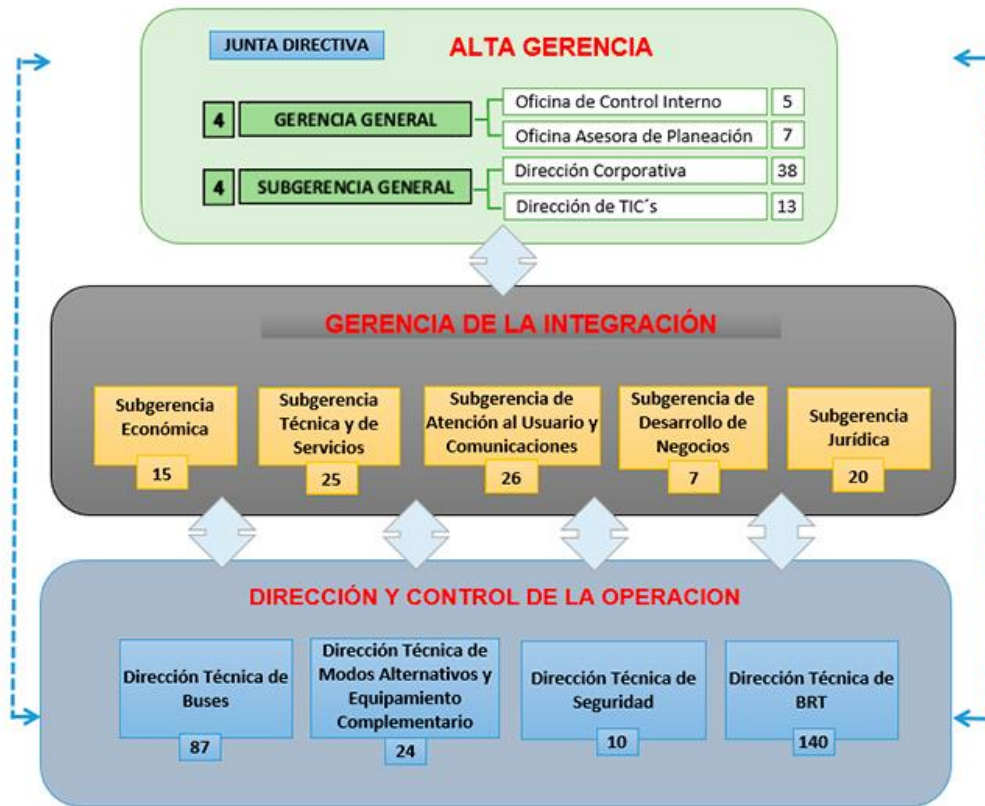 JUNTA DIRECTIVA
ALTA GERENCIA
4
GERENCIA GENERAL
Oficina de Control Interno
5
Oficina Asesora de Planeación
7
4
SUBGERENCIA GENERAL
Dirección Corporativa
38
Dirección de TIC´s
13
GERENCIA DE LA INTEGRACIÓN
Subgerencia
Económica
15
Subgerencia
Técnica y de
Servicios
25
Subgerencia de
Atención al Usuario y
Comunicaciones
26
Subgerencia de
Desarrollo de
Negocios
7
Subgerencia
Jurídica
20
DIRECCIÓN Y CONTROL DE LA OPERACION
Dirección Técnica de
Buses
87
Dirección Técnica de
Modos Alternativos y
Equipamiento
Complementario
24
Dirección Técnica de
Seguridad
10
Dirección Técnica de
BRT
140